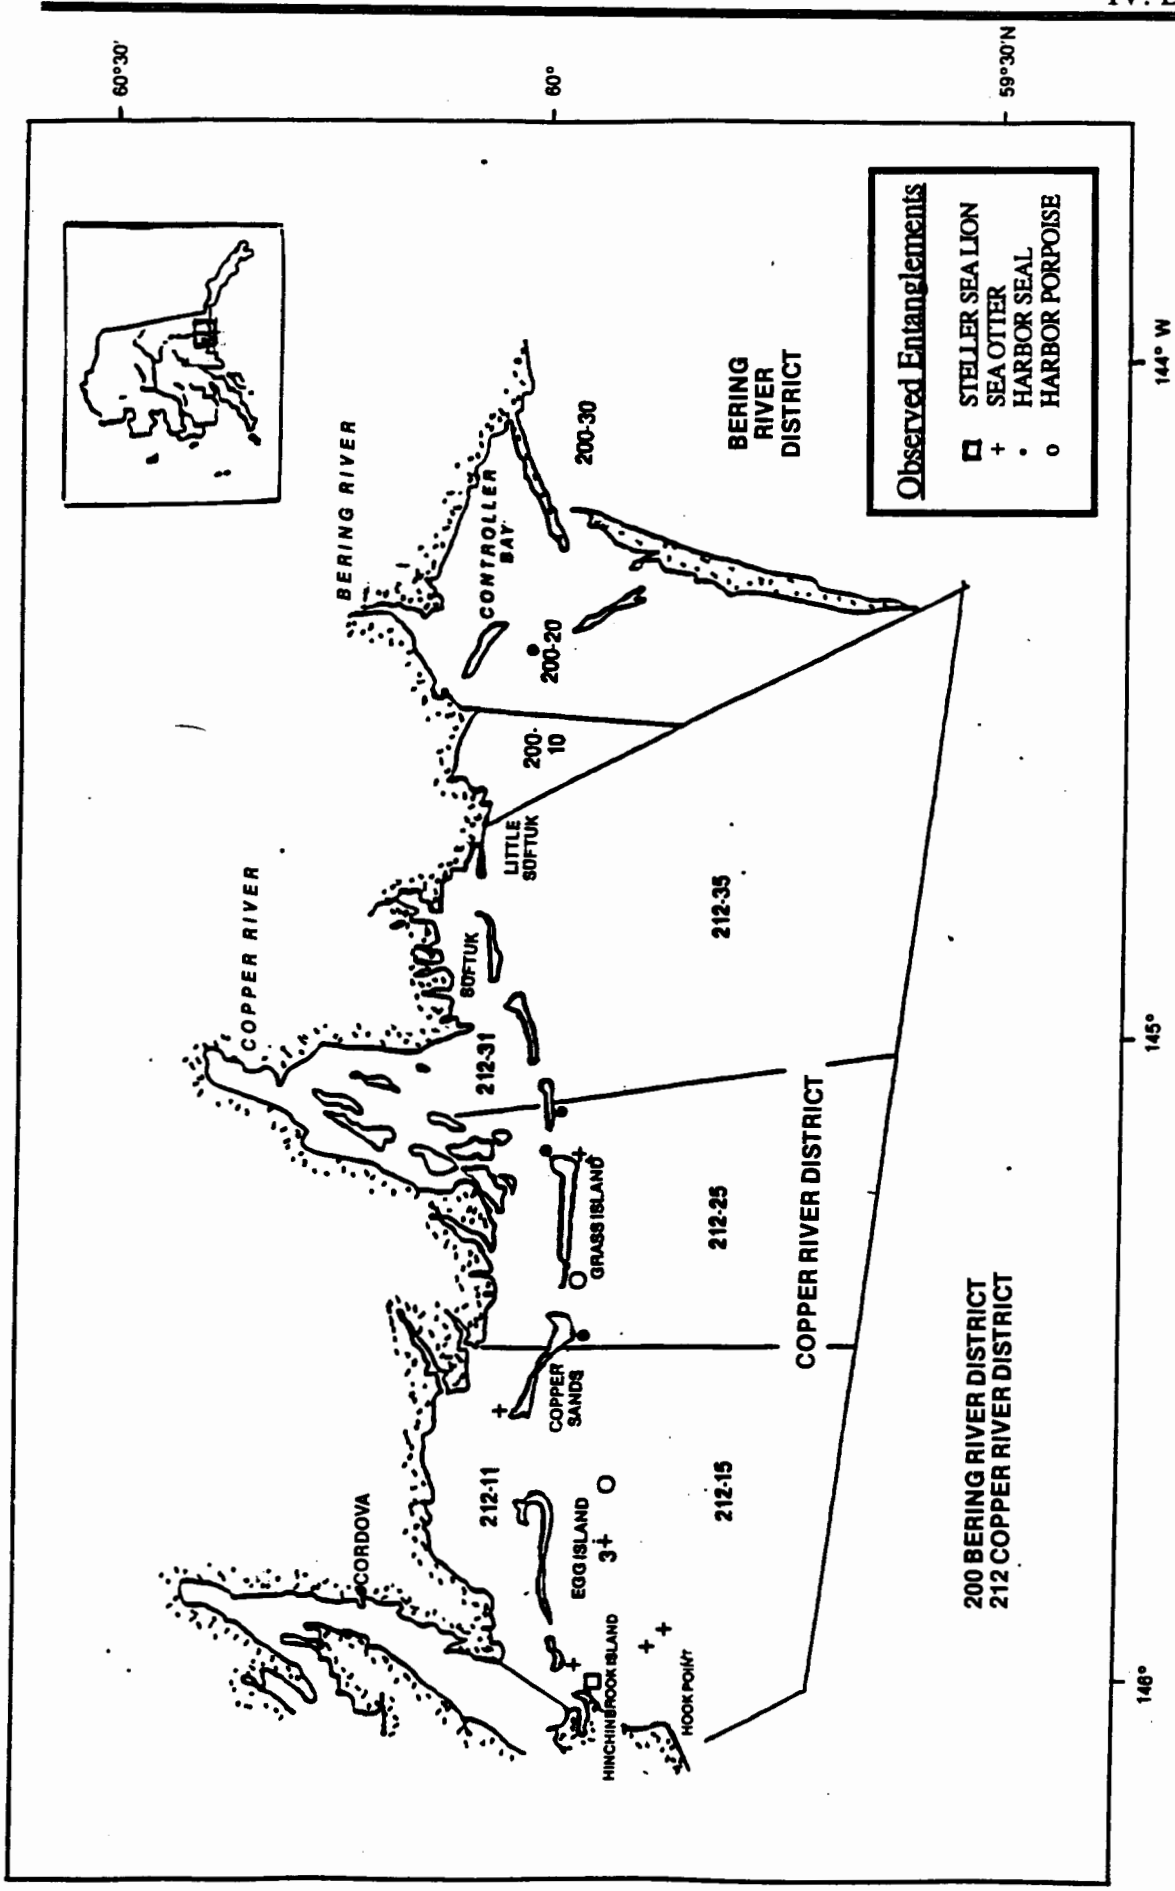 IV. 
60°30'
60°
59°30'N
144° W
145°
146°
BERING RIVER
COPPER RIVER
CONTROLLER
BAY
200-30
BERING
RIVER
DISTRICT
200-20
200-
10
LITTLE
SOFTUK
SOFTUK
212-31
212-35
GRASS ISLAND
212-25
COPPER RIVER DISTRICT
COPPER
SANDS
212-11
CORDOVA
EGG ISLAND
3+
212-15
HINCHINBROOK ISLAND
HOOK POINT
Observed Entanglements
STELLER SEA LION
+ SEA OTTER
• HARBOR SEAL
o HARBOR PORPOISE
200 BERING RIVER DISTRICT
212 COPPER RIVER DISTRICT